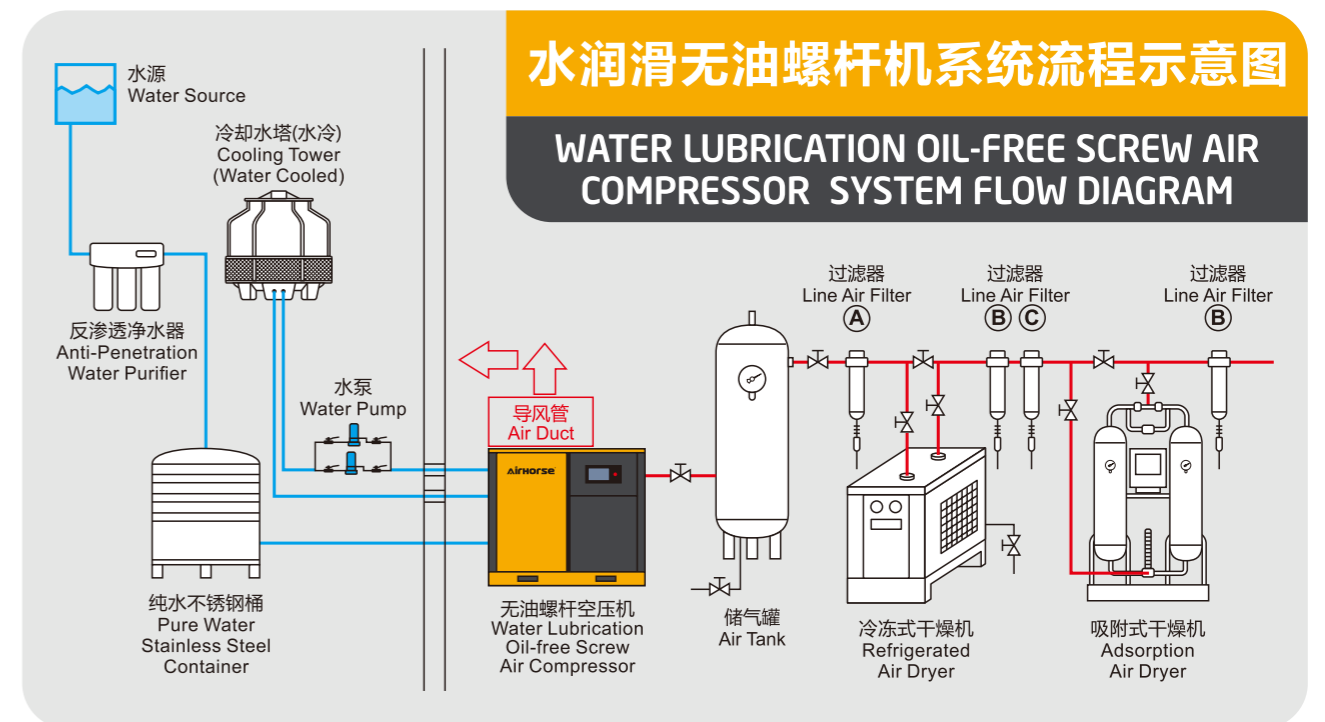 水润滑无油螺杆机系统流程示意图
WATER LUBRICATION OIL-FREE SCREW AIR
COMPRESSOR SYSTEM FLOW DIAGRAM
水源
Water Source
冷却水塔(水冷)
Cooling Tower
(Water Cooled)
反渗透净水器
Anti-Penetration
Water Purifier
水泵
Water Pump
导风管
Air Duct
AIRHORSE
过滤器
Line Air Filter
A
过滤器
Line Air Filter
B C
过滤器
Line Air Filter
B
纯水不锈钢桶
Pure Water
Stainless Steel
Container
无油螺杆空压机
Water Lubrication
Oil-free Screw
Air Compressor
储气罐
Air Tank
冷冻式干燥机
Refrigerated
Air Dryer
吸附式干燥机
Adsorption
Air Dryer